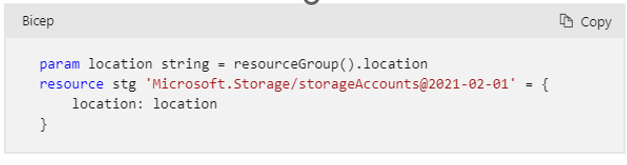 Bicep
Copy
param location string = resourceGroup().location
resource stg 'Microsoft.Storage/storageAccounts@2021-02-01' = {
    location: location
}